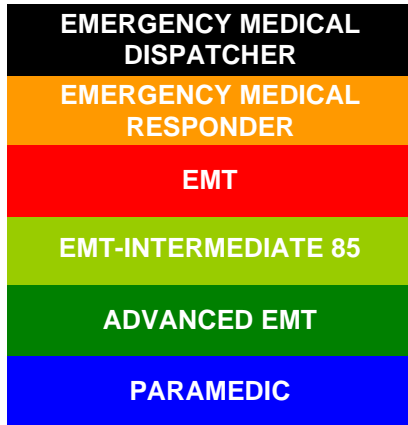 EMERGENCY MEDICAL
DISPATCHER
EMERGENCY MEDICAL
RESPONDER
EMT
EMT-INTERMEDIATE 85
ADVANCED EMT
PARAMEDIC